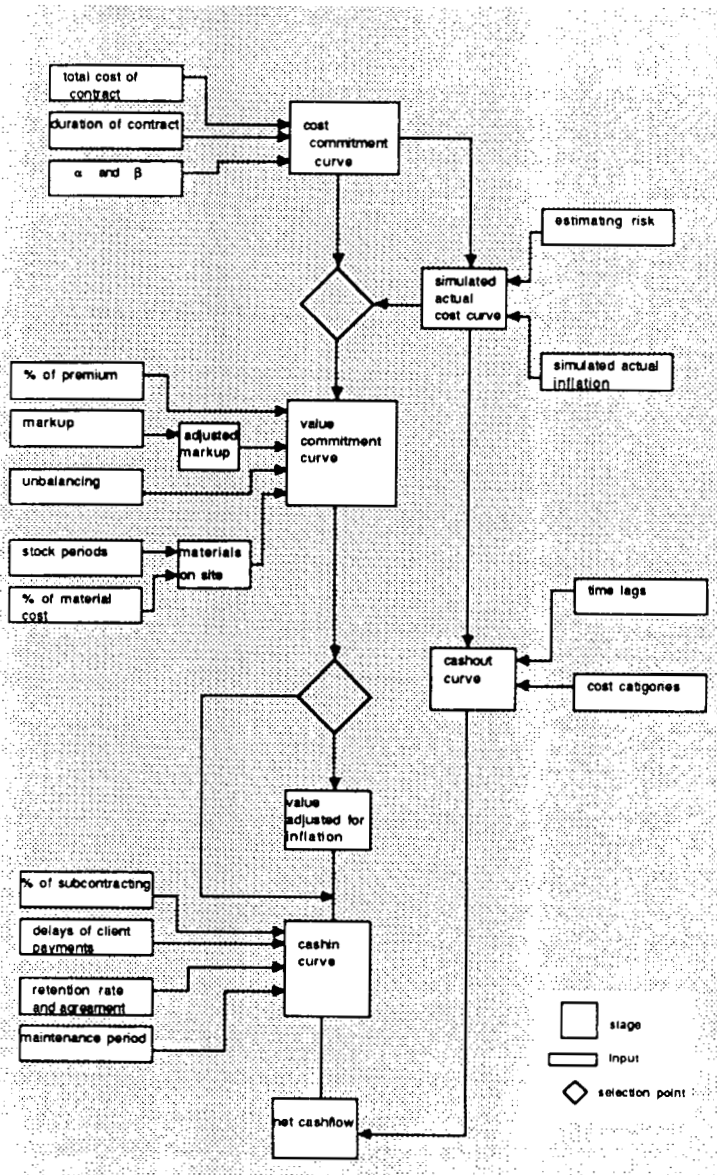 total cost of
contract
duration of contract
α and β
cost
commitment
curve
estimating risk
simulated
actual
cost curve
simulated actual
inflation
% of premium
markup
adjusted
markup
unbalancing
value
commitment
curve
stock periods
materials
on site
% of material
cost
time lags
cashout
curve
cost catigories
value
adjusted for
inflation
% of subcontracting
delays of client
payments
cashin
curve
retention rate
and agreement
maintenance period
net cashflow
stage
input
selection point